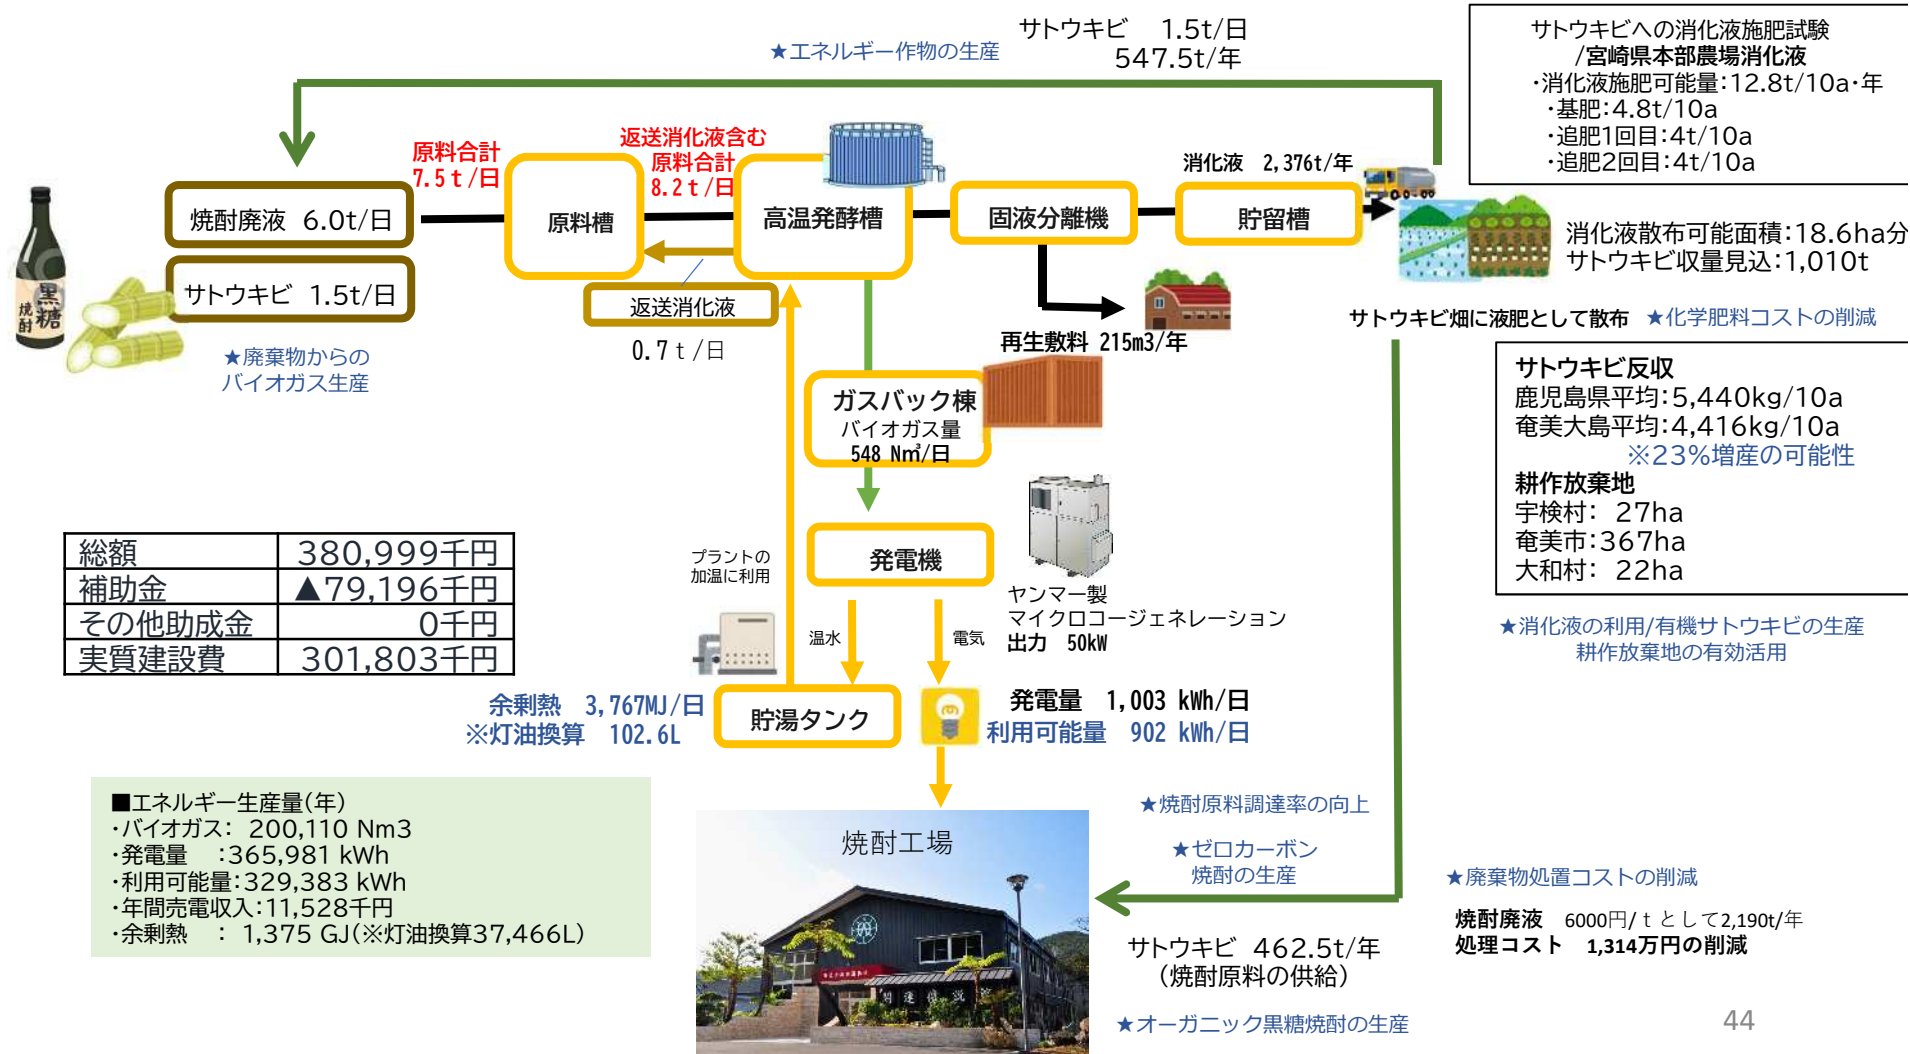 サトウキビ 1.5t/日
547.5t/年
★エネルギー作物の生産
サトウキビへの消化液施肥試験
/宮崎県本部農場消化液
・消化液施肥可能量：12.8t/10a・年
・基肥：4.8t/10a
・追肥1回目：4t/10a
・追肥2回目：4t/10a
原料合計
7.5ｔ/日
返送消化液含む
原料合計
8.2ｔ/日
焼酎廃液 6.0t/日
サトウキビ 1.5t/日
黒糖
焼酎
★廃棄物からの
バイオガス生産
原料槽
高温発酵槽
返送消化液
0.7ｔ/日
固液分離機
消化液 2,376t/年
貯留槽
消化液散布可能面積：18.6ha分
サトウキビ収量見込：1,010t
再生敷料 215m3/年
サトウキビ畑に液肥として散布
★化学肥料コストの削減
ガスバック棟
バイオガス量
548 N㎥/日
サトウキビ反収
鹿児島県平均：5,440kg/10a
奄美大島平均：4,416kg/10a
※23%増産の可能性
耕作放棄地
宇検村： 27ha
奄美市：367ha
大和村： 22ha
★消化液の利用/有機サトウキビの生産
耕作放棄地の有効活用
総額 380,999千円
補助金 ▲79,196千円
その他助成金 0千円
実質建設費 301,803千円
プラントの
加温に利用
発電機
ヤンマー製
マイクロコージェネレーション
出力 50kW
温水
電気
余剰熱 3,767MJ/日
※灯油換算 102.6L
貯湯タンク
発電量 1,003 kWh/日
利用可能量 902 kWh/日
■エネルギー生産量(年)
・バイオガス： 200,110 Nm3
・発電量 ：365,981 kWh
・利用可能量：329,383 kWh
・年間売電収入：11,528千円
・余剰熱 ： 1,375 GJ(※灯油換算37,466L)
焼酎工場
★焼酎原料調達率の向上
★ゼロカーボン
焼酎の生産
サトウキビ 462.5t/年
(焼酎原料の供給)
★オーガニック黒糖焼酎の生産
★廃棄物処置コストの削減
焼酎廃液 6000円/ｔとして2,190t/年
処理コスト 1,314万円の削減
44